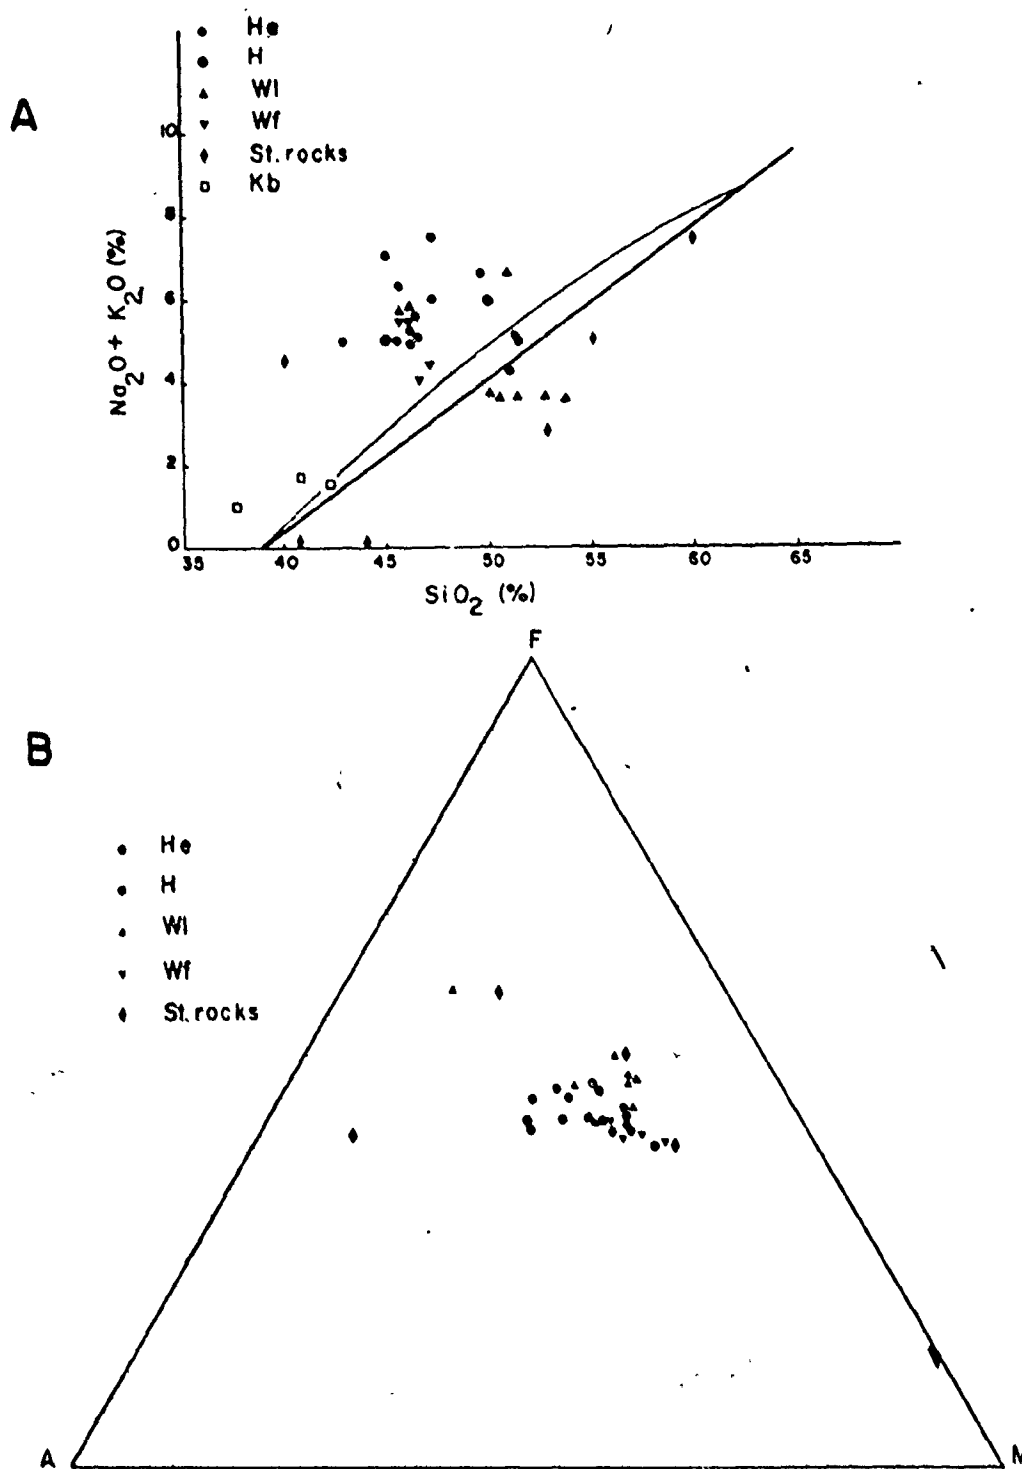 A
He
H
Wl
Wf
St. rocks
Kb
Na2O + K2O (%)
10
8
6
4
2
0
35 40 45 50 55 60 65
SiO2 (%)
B
F
He
H
Wl
Wf
St. rocks
A M